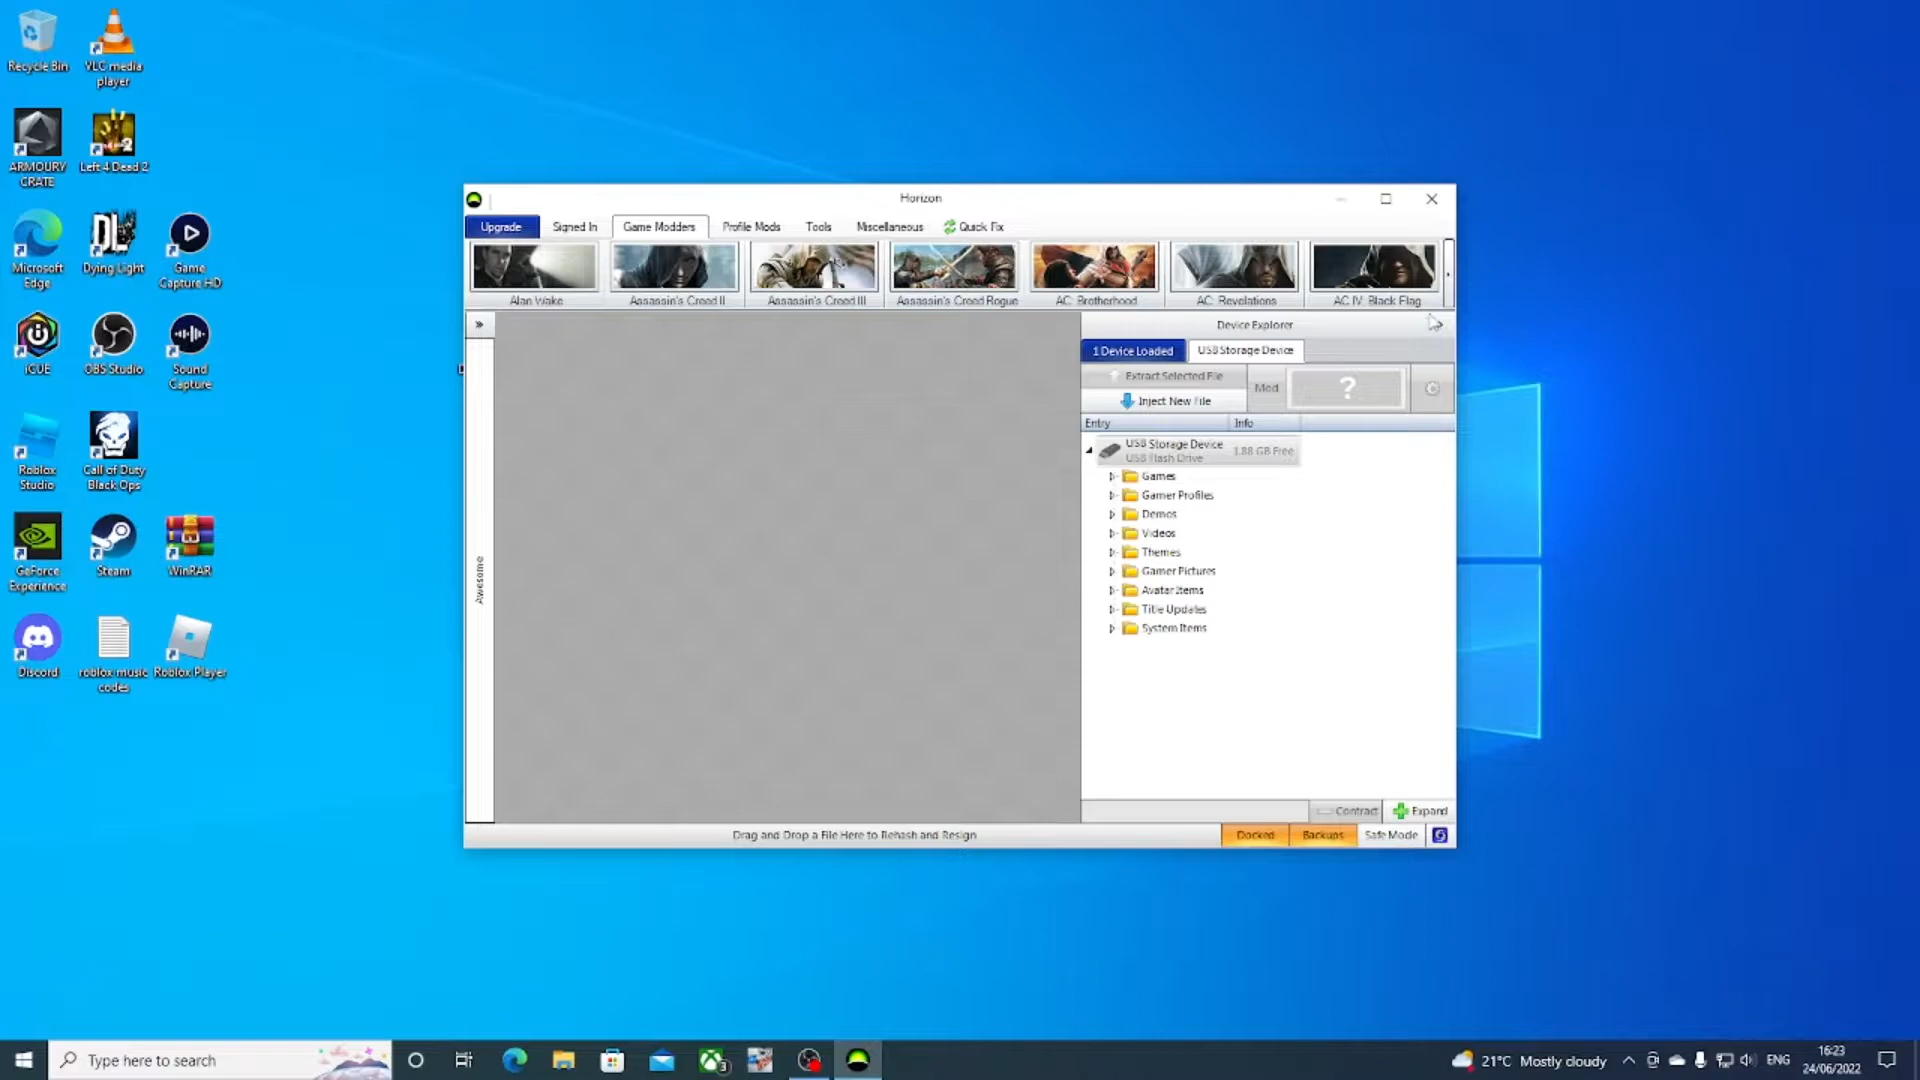 Recycle Bin
VLC media
player
ARMOURY
CRATE
Left 4 Dead 2
Microsoft
Edge
Dying Light
Game
Capture HD
iCUE
OBS Studio
Sound
Capture
Roblox
Studio
Call of Duty
Black Ops
GeForce
Experience
Steam
WinRAR
Discord
roblox music
codes
Roblox Player
Horizon
Upgrade
Signed In
Game Modders
Profile Mods
Tools
Miscellaneous
Quick Fix
Alan Wake
Assassin's Creed II
Assassin's Creed III
Assassin's Creed Rogue
AC: Brotherhood
AC: Revelations
AC IV: Black Flag
»
Awesome
Device Explorer
1 Device Loaded
USB Storage Device
Extract Selected File
Inject New File
Mod
?
Entry
Info
USB Storage Device
USB Flash Drive
1.88 GB Free
Games
Gamer Profiles
Demos
Videos
Themes
Gamer Pictures
Avatar Items
Title Updates
System Items
Contract
Expand
Drag and Drop a File Here to Rehash and Resign
Docked
Backups
Safe Mode
Type here to search
3
21°C Mostly cloudy
ENG
16:23
24/06/2022